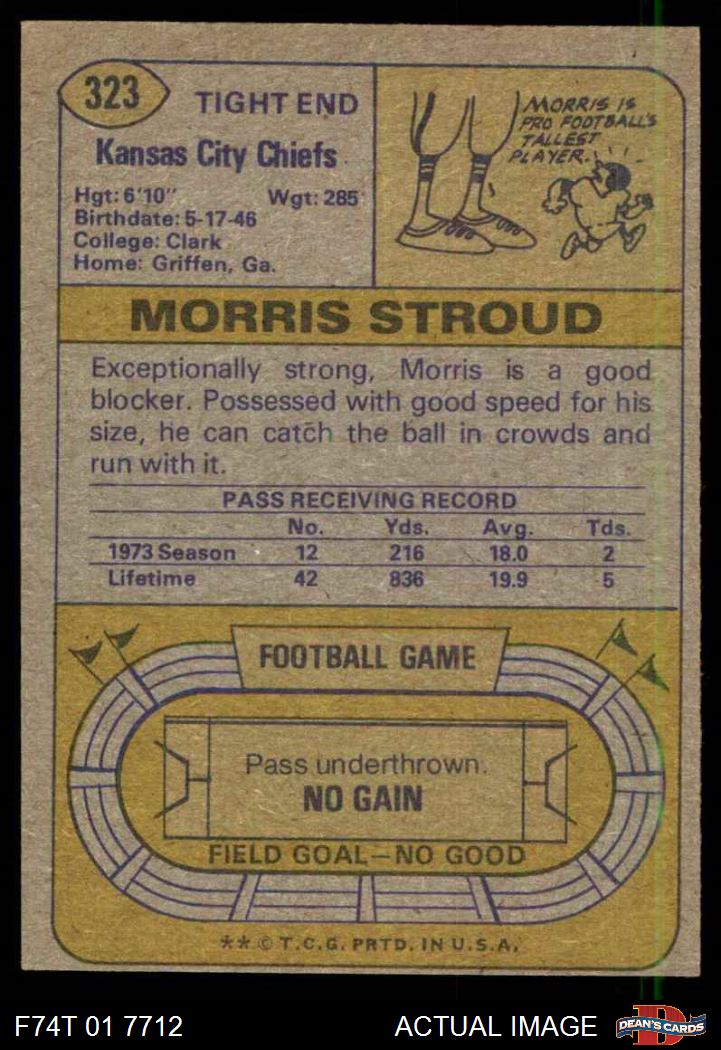 323
TIGHT END
Kansas City Chiefs
Hgt: 6'10" Wgt: 285
Birthdate: 5-17-46
College: Clark
Home: Griffen, Ga.
MORRIS IS
PRO FOOTBALL'S
TALLEST
PLAYER.
MORRIS STROUD
Exceptionally strong, Morris is a good
blocker. Possessed with good speed for his
size, he can catch the ball in crowds and
run with it.
PASS RECEIVING RECORD
No. Yds. Avg. Tds.
1973 Season 12 216 18.0 2
Lifetime 42 836 19.9 5
FOOTBALL GAME
Pass underthrown.
NO GAIN
FIELD GOAL—NO GOOD
** © T.C.G. PRTD. IN U.S.A.
F74T 01 7712
ACTUAL IMAGE
D
DEAN'S CARDS